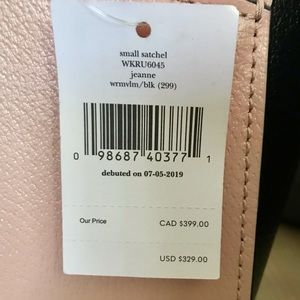 small satchel
WKRU6045
jeanne
wrmvlm/blk (299)
0 98687 40377 1
debuted on 07-05-2019
Our Price CAD $399.00
USD $329.00